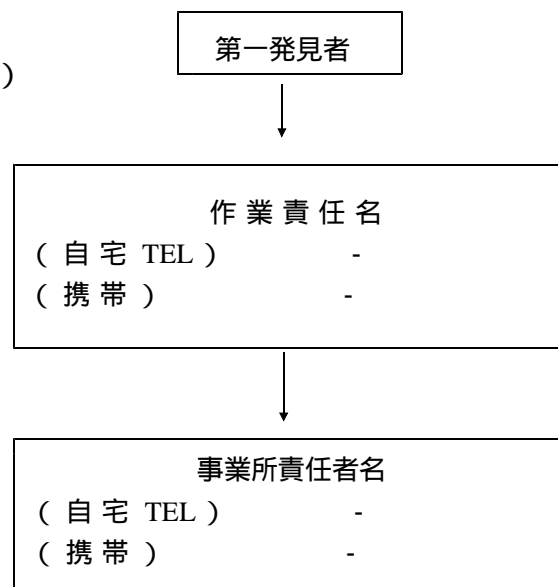 第一発見者
)
作業責任名
( 自宅 TEL )　　-
( 携帯 )　　-
事業所責任者名
( 自宅 TEL )　　-
( 携帯 )　　-